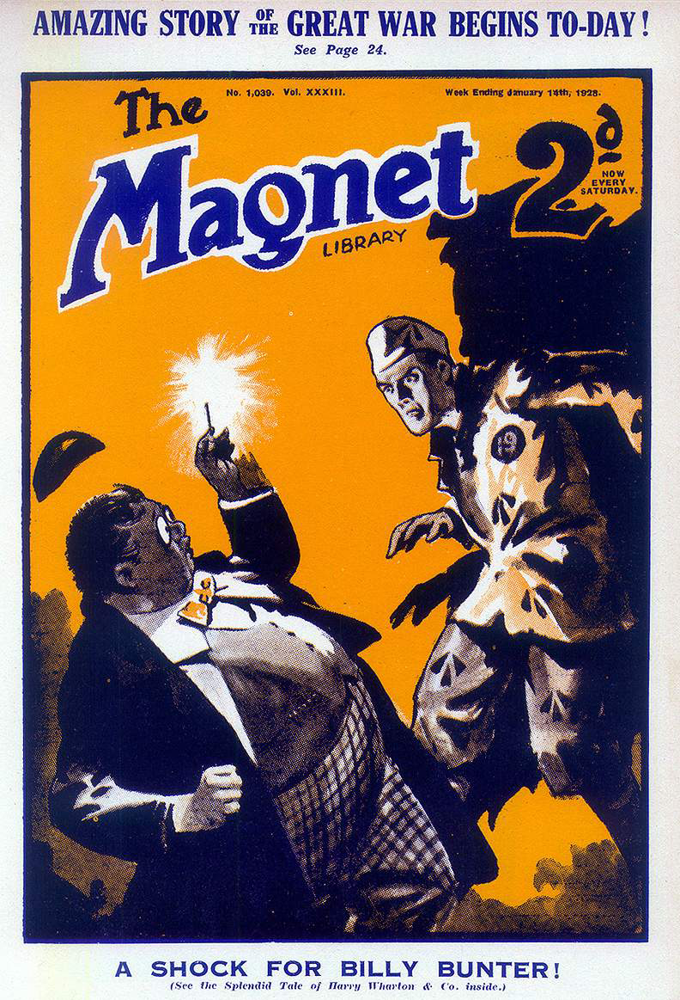 AMAZING STORY OF THE GREAT WAR BEGINS TO-DAY!
See Page 24.
No. 1,039. Vol. XXXIII.
Week Ending January 14th, 1928.
The
Magnet
LIBRARY
2d
NOW
EVERY
SATURDAY.
19
A SHOCK FOR BILLY BUNTER!
(See the Splendid Tale of Harry Wharton & Co. inside.)